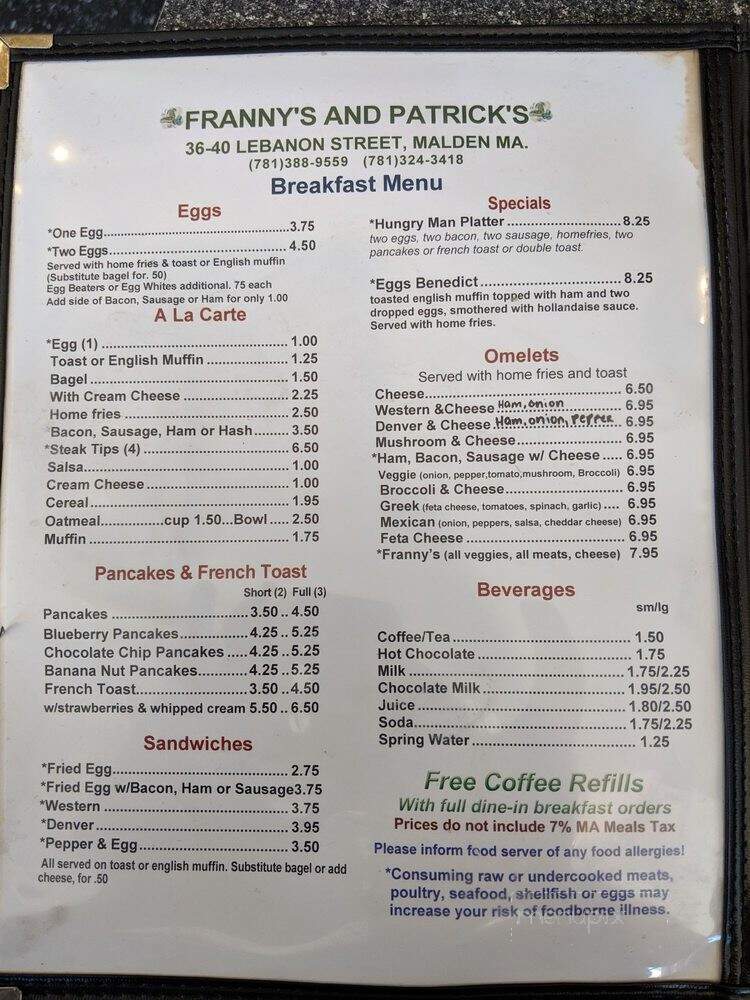 FRANNY'S AND PATRICK'S
36-40 LEBANON STREET, MALDEN MA.
(781)388-9559 (781)324-3418
Breakfast Menu
Eggs
*One Egg..........3.75
*Two Eggs..........4.50
Served with home fries & toast or English muffin
(Substitute bagel for. 50)
Egg Beaters or Egg Whites additional. 75 each
Add side of Bacon, Sausage or Ham for only 1.00
A La Carte
*Egg (1) .......... 1.00
Toast or English Muffin .......... 1.25
Bagel .......... 1.50
With Cream Cheese .......... 2.25
Home fries .......... 2.50
*Bacon, Sausage, Ham or Hash........3.50
*Steak Tips (4) .......... 6.50
Salsa.......... 1.00
Cream Cheese .......... 1.00
Cereal.......... 1.95
Oatmeal..............cup 1.50...Bowl ..... 2.50
Muffin .......... 1.75
Pancakes & French Toast
Short (2) Full (3)
Pancakes .......... 3.50 .. 4.50
Blueberry Pancakes..........4.25 .. 5.25
Chocolate Chip Pancakes .....4.25 ..5.25
Banana Nut Pancakes..........4.25 ..5.25
French Toast..........3.50 ..4.50
w/strawberries & whipped cream 5.50 .. 6.50
Sandwiches
*Fried Egg.......... 2.75
*Fried Egg w/Bacon, Ham or Sausage3.75
*Western .......... 3.75
*Denver.......... 3.95
*Pepper & Egg.......... 3.50
All served on toast or english muffin. Substitute bagel or add
cheese, for .50
Specials
*Hungry Man Platter ..........8.25
two eggs, two bacon, two sausage, homefries, two
pancakes or french toast or double toast.
*Eggs Benedict..........8.25
toasted english muffin topped with ham and two
dropped eggs, smothered with hollandaise sauce.
Served with home fries.
Omelets
Served with home fries and toast
Cheese.......... 6.50
Western &Cheese Ham, onion .......... 6.95
Denver & Cheese Ham, onion, Pepper .. 6.95
Mushroom & Cheese.......... 6.95
*Ham, Bacon, Sausage w/ Cheese ..... 6.95
Veggie (onion, pepper,tomato,mushroom, Broccoli) 6.95
Broccoli & Cheese.......... 6.95
Greek (feta cheese, tomatoes, spinach, garlic) .... 6.95
Mexican (onion, peppers, salsa, cheddar cheese) 6.95
Feta Cheese .......... 6.95
*Franny's (all veggies, all meats, cheese) 7.95
Beverages
sm/lg
Coffee/Tea .......... 1.50
Hot Chocolate .......... 1.75
Milk .......... 1.75/2.25
Chocolate Milk .......... 1.95/2.50
Juice .......... 1.80/2.50
Soda.......... 1.75/2.25
Spring Water .......... 1.25
Free Coffee Refills
With full dine-in breakfast orders
Prices do not include 7% MA Meals Tax
Please inform food server of any food allergies!
*Consuming raw or undercooked meats,
poultry, seafood, shellfish or eggs may
increase your risk of foodborne illness.
menupix